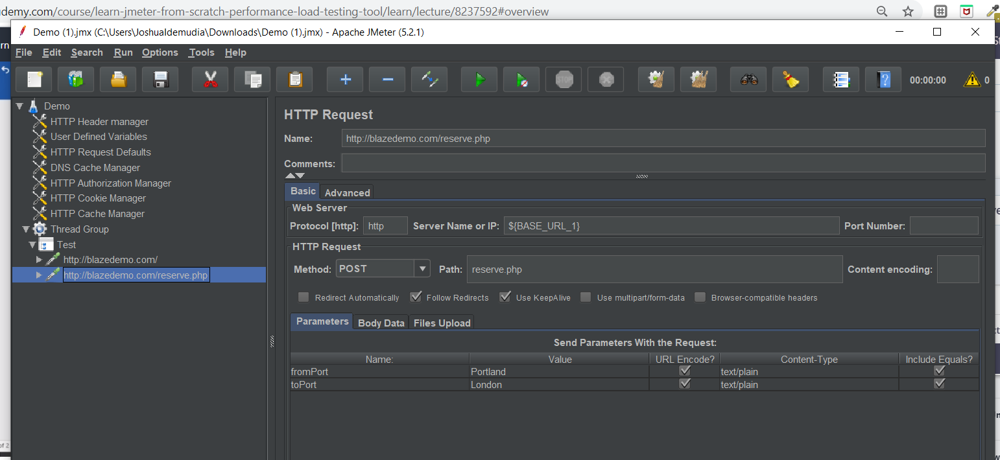 demy.com/course/learn-jmeter-from-scratch-performance-load-testing-tool/learn/lecture/8237592#overview
Demo (1).jmx (C:\Users\JoshuaIdemudia\Downloads\Demo (1).jmx) - Apache JMeter (5.2.1)
File Edit Search Run Options Tools Help
STOP 00:00:00 0
Demo
HTTP Header manager
User Defined Variables
HTTP Request Defaults
DNS Cache Manager
HTTP Authorization Manager
HTTP Cookie Manager
HTTP Cache Manager
Thread Group
Test
http://blazedemo.com/
http://blazedemo.com/reserve.php
HTTP Request
Name: http://blazedemo.com/reserve.php
Comments:
Basic Advanced
Web Server
Protocol [http]: http Server Name or IP: ${BASE_URL_1} Port Number:
HTTP Request
Method: POST Path: reserve.php Content encoding:
Redirect Automatically Follow Redirects Use KeepAlive Use multipart/form-data Browser-compatible headers
Parameters Body Data Files Upload
Send Parameters With the Request:
Name: Value URL Encode? Content-Type Include Equals?
fromPort Portland text/plain
toPort London text/plain
of 2